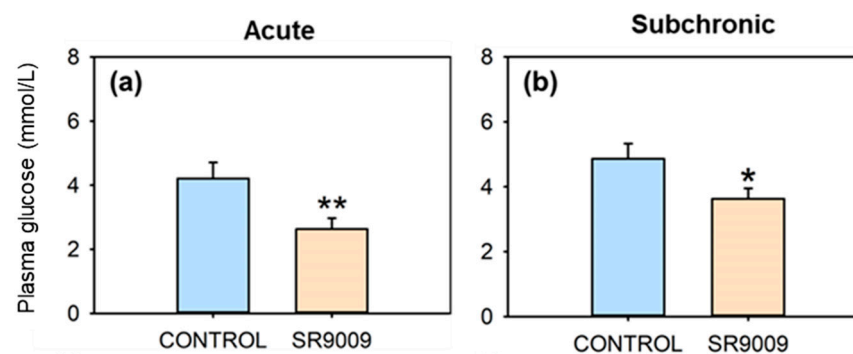 Acute
Subchronic
Plasma glucose (mmol/L)
8
6
4
2
0
(a)
**
CONTROL SR9009
8
6
4
2
0
(b)
*
CONTROL SR9009